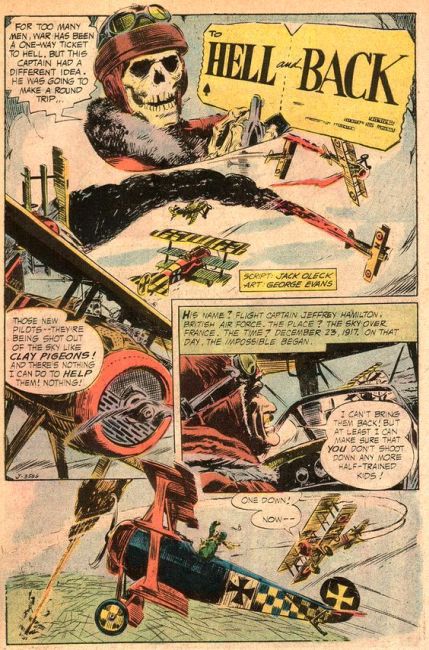 FOR TOO MANY
MEN, WAR HAS BEEN
A ONE-WAY TICKET
TO HELL, BUT THIS
CAPTAIN HAD A
DIFFERENT IDEA.
HE WAS GOING TO
MAKE A ROUND
TRIP...
TO
HELL and BACK
SCRIPT: JACK OLECK
ART: GEORGE EVANS
THOSE NEW
PILOTS--THEY'RE
BEING SHOT OUT
OF THE SKY LIKE
CLAY PIGEONS!
AND THERE'S NOTHING
I CAN DO TO HELP
THEM! NOTHING!
HIS NAME? FLIGHT CAPTAIN JEFFREY HAMILTON,
BRITISH AIR FORCE. THE PLACE? THE SKY OVER
FRANCE. THE TIME? DECEMBER 23, 1917. ON THAT
DAY, THE IMPOSSIBLE BEGAN.
I CAN'T BRING
THEM BACK! BUT
AT LEAST I CAN
MAKE SURE THAT
YOU DON'T SHOOT
DOWN ANY MORE
HALF-TRAINED
KIDS!
ONE DOWN!
NOW--